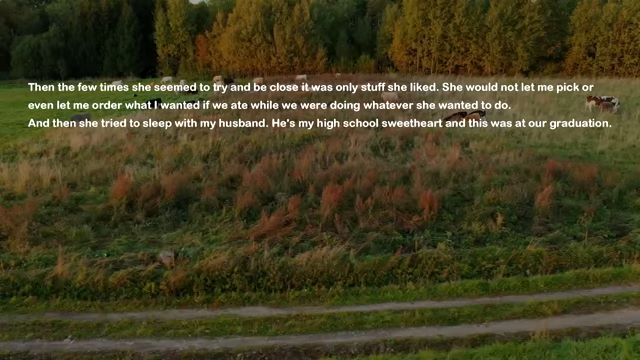 Then the few times she seemed to try and be close it was only stuff she liked. She would not let me pick or
even let me order what I wanted if we ate while we were doing whatever she wanted to do.
And then she tried to sleep with my husband. He's my high school sweetheart and this was at our graduation.